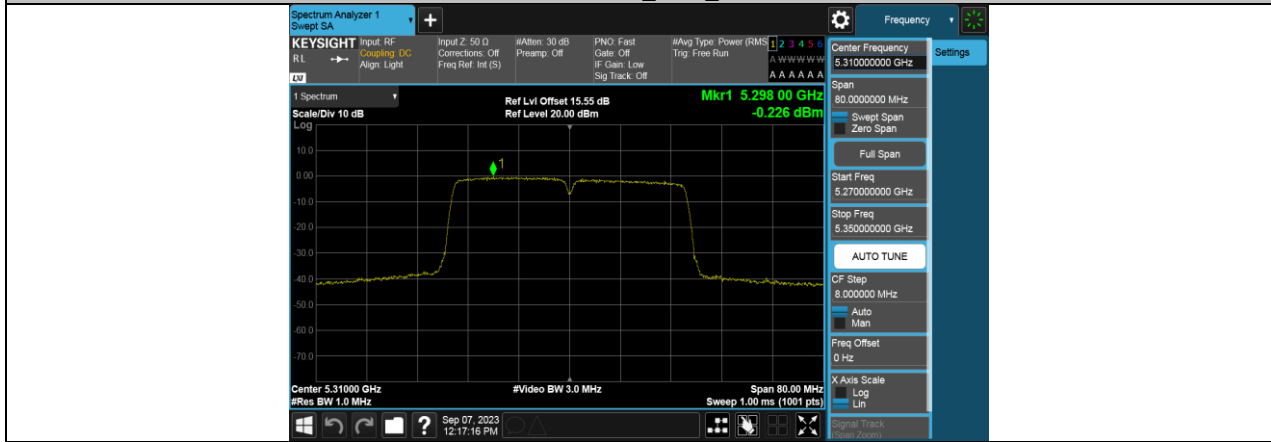 Spectrum Analyzer 1
Swept SA
+
Frequency
KEYSIGHT
RL
LXI
Input: RF
Coupling: DC
Align: Light
Input Z: 50 Ω
Corrections: Off
Freq Ref: Int (S)
#Atten: 30 dB
Preamp: Off
PNO: Fast
Gate: Off
IF Gain: Low
Sig Track: Off
#Avg Type: Power (RMS
Trig: Free Run
1 2 3 4 5 6
A W W W W W
A A A A A A
1 Spectrum
Scale/Div 10 dB
Log
Ref Lvl Offset 15.55 dB
Ref Level 20.00 dBm
Mkr1 5.298 00 GHz
-0.226 dBm
10.0
0.00
-10.0
-20.0
-30.0
-40.0
-50.0
-60.0
-70.0
1
Center 5.31000 GHz
#Res BW 1.0 MHz
#Video BW 3.0 MHz
Span 80.00 MHz
Sweep 1.00 ms (1001 pts)
?
Sep 07, 2023
12:17:16 PM
Center Frequency
5.310000000 GHz
Settings
Span
80.0000000 MHz
Swept Span
Zero Span
Full Span
Start Freq
5.270000000 GHz
Stop Freq
5.350000000 GHz
AUTO TUNE
CF Step
8.000000 MHz
Auto
Man
Freq Offset
0 Hz
X Axis Scale
Log
Lin
Signal Track
(Span Zoom)